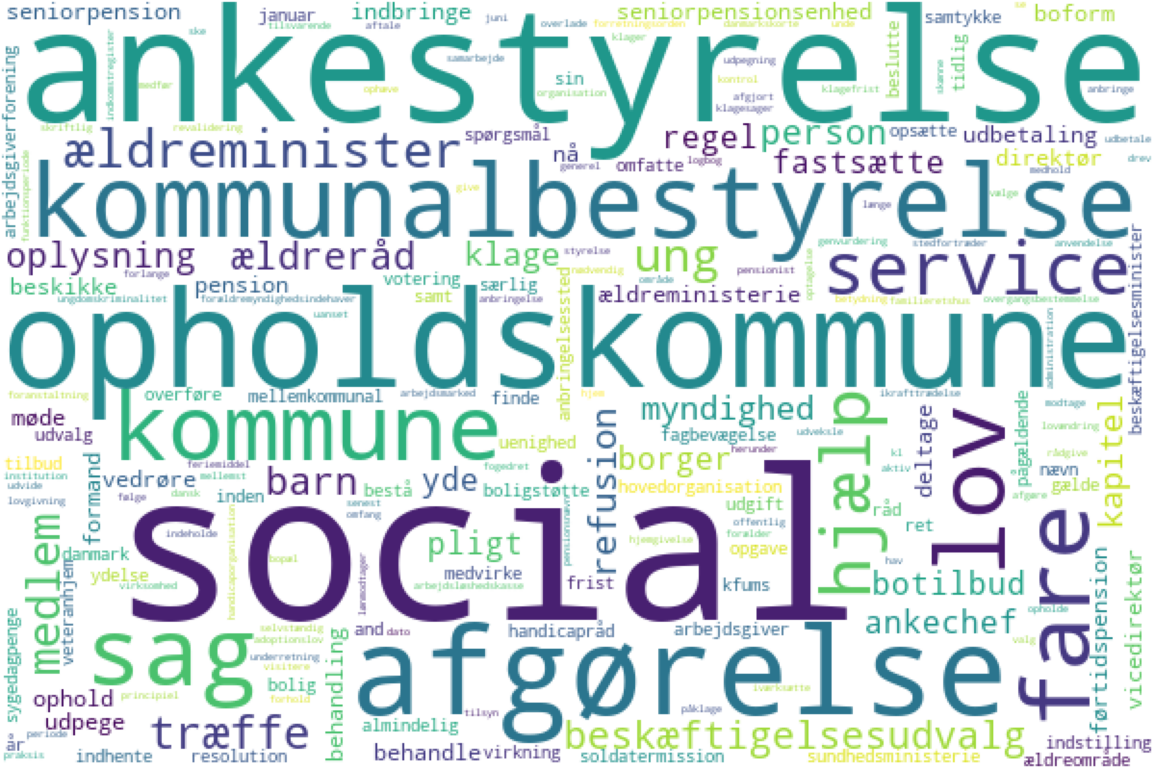 seniorpension
januar
indbringe
juni
overlade
forretningsorden
seniorpensionsenhed
danmarkskorte
unde
samtykke
se
boform
tilsvarende
aftale
ske
ankestyrelse
arbejdsgiverforening
indkomstregister
medfør
ophæve
samarbejde
klager
sin
organisation
udpegning
kontrol
afgjort
klagesager
klagefrist
beslutte
skønne
tidlig
anbringe
skriftlig
revalidering
spørgsmål
regel
person
opsætte
udbetaling
udbetale
ældreminister
nå
generel
omfatte
logbog
fastsætte
direktør
drev
medhold
funktionsperiode
kommunalbestyrelse
give
længe
vælge
oplysning
ældreråd
klage
styrelse
ung
genvurdering
stedfortræder
anvendelse
service
beskæftigelsesminister
forlange
votering
nødvendig
pensionist
optagelse
beskikke
pension
særlig
område
ungdomskriminalitet
forældremyndighedsindehaver
samt
anbringelse
ældreministerie
betydning
familieretshus
overgangsbestemmelse
uanset
anbringelsessted
opholdskommune
administration
foranstaltning
overføre
mellemkommunal
arbejdsmarked
finde
hjem
ikrafttrædelse
modtage
møde
kommune
myndighed
hjælp
deltage
lov
pågældende
kapitel
lovændring
udvalg
uenighed
refusion
fagbevægelse
udveksle
tilbud
formand
vedrøre
feriemiddel
mellemst
fogedret
borger
herunder
kl
rådgive
institution
barn
yde
aktiv
nævn
udvide
inden
bestå
boligstøtte
hovedorganisation
gælde
lovgivning
følge
dansk
senest
omfang
pensionsnævn
udgift
råd
afgøre
medlem
social
indeholde
handicaporganisation
bopæl
offentlig
ret
fare
danmark
pligt
hjemgivelse
forælder
opgave
hav
ydelse
virksomhed
lønmodtager
medvirke
arbejdsløshedskasse
frist
kfums
botilbud
førtidspension
vicedirektør
veteranhjem
opholde
sygedagpenge
sag
selvstændig
adoptionslov
and
dato
handicapråd
arbejdsgiver
ankechef
valg
underretning
visitere
behandling
afgørelse
ophold
principiel
bolig
forhold
iværksætte
udpege
træffe
almindelig
tilsyn
påklage
beskæftigelsesudvalg
indstilling
år
periode
praksis
indhente
resolution
behandle
virkning
soldatermission
sundhedsministerie
ældreområde